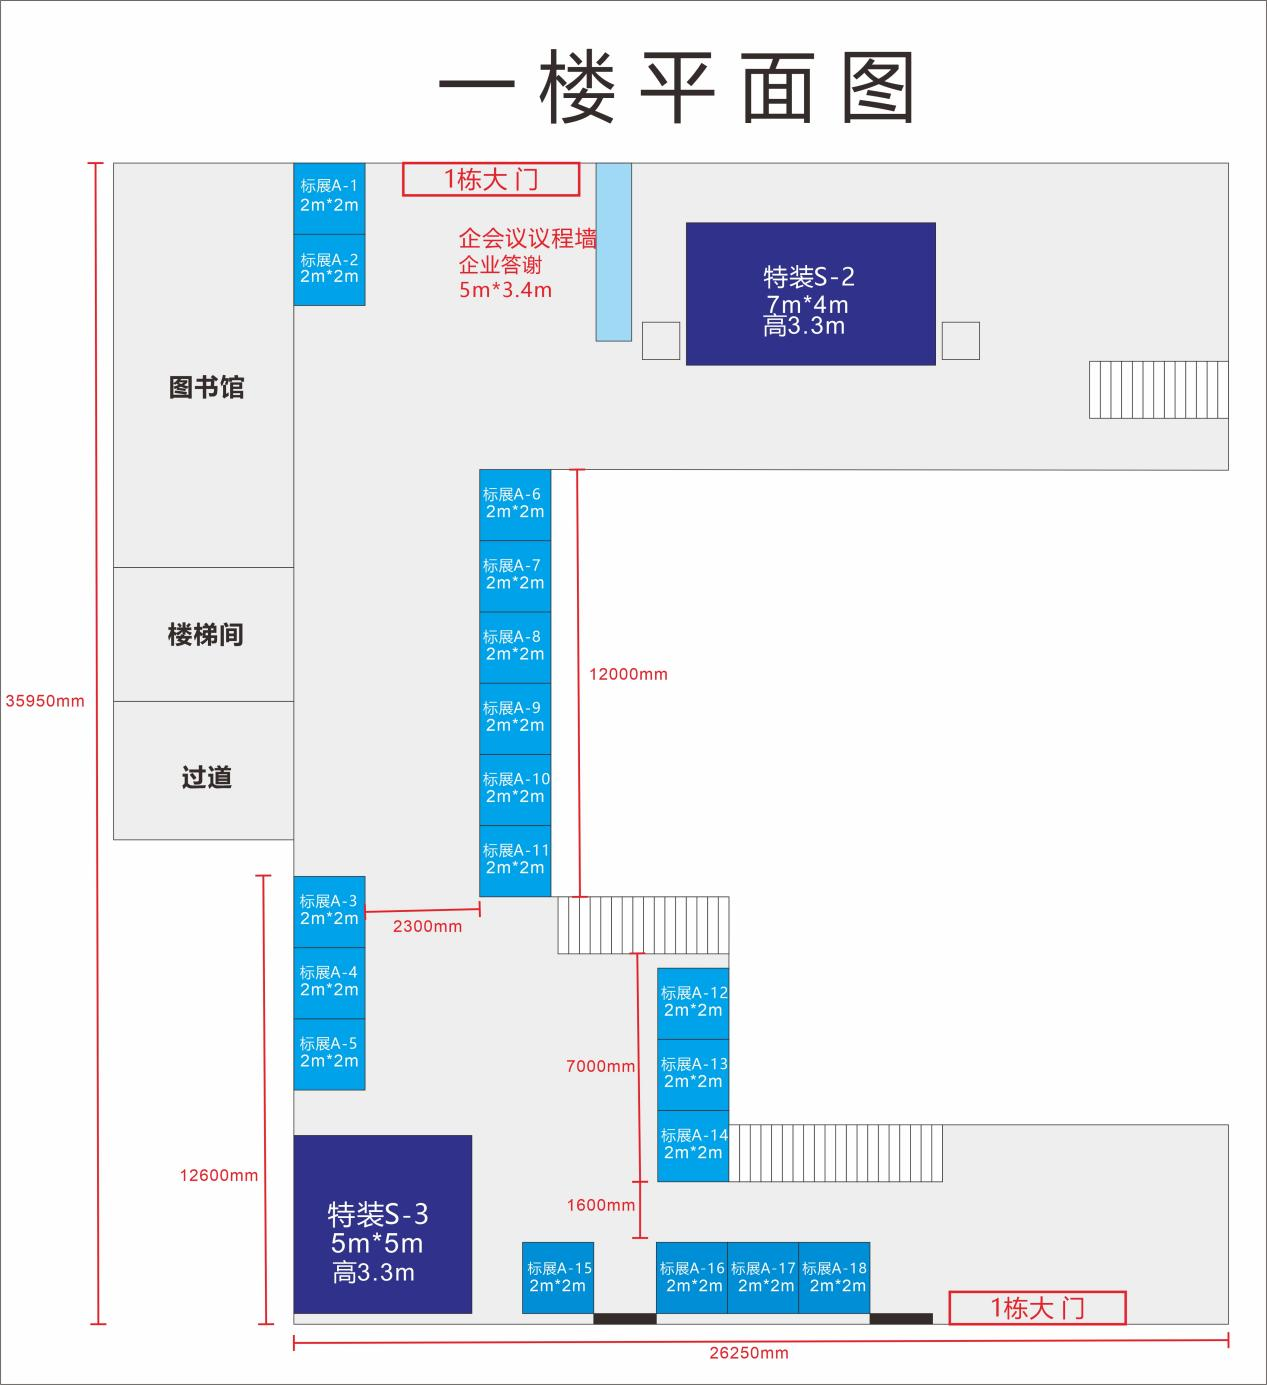 一楼平面图
标展A-1
2m*2m
1栋大 门
标展A-2
2m*2m
企会议议程墙
企业答谢
5m*3.4m
特装S-2
7m*4m
高3.3m
图书馆
标展A-6
2m*2m
标展A-7
2m*2m
标展A-8
2m*2m
楼梯间
12000mm
35950mm
标展A-9
2m*2m
过道
标展A-10
2m*2m
标展A-11
2m*2m
标展A-3
2m*2m
2300mm
标展A-4
2m*2m
标展A-12
2m*2m
标展A-5
2m*2m
7000mm
标展A-13
2m*2m
标展A-14
2m*2m
12600mm
1600mm
特装S-3
5m*5m
高3.3m
标展A-15
2m*2m
标展A-16
2m*2m
标展A-17
2m*2m
标展A-18
2m*2m
1栋大 门
26250mm